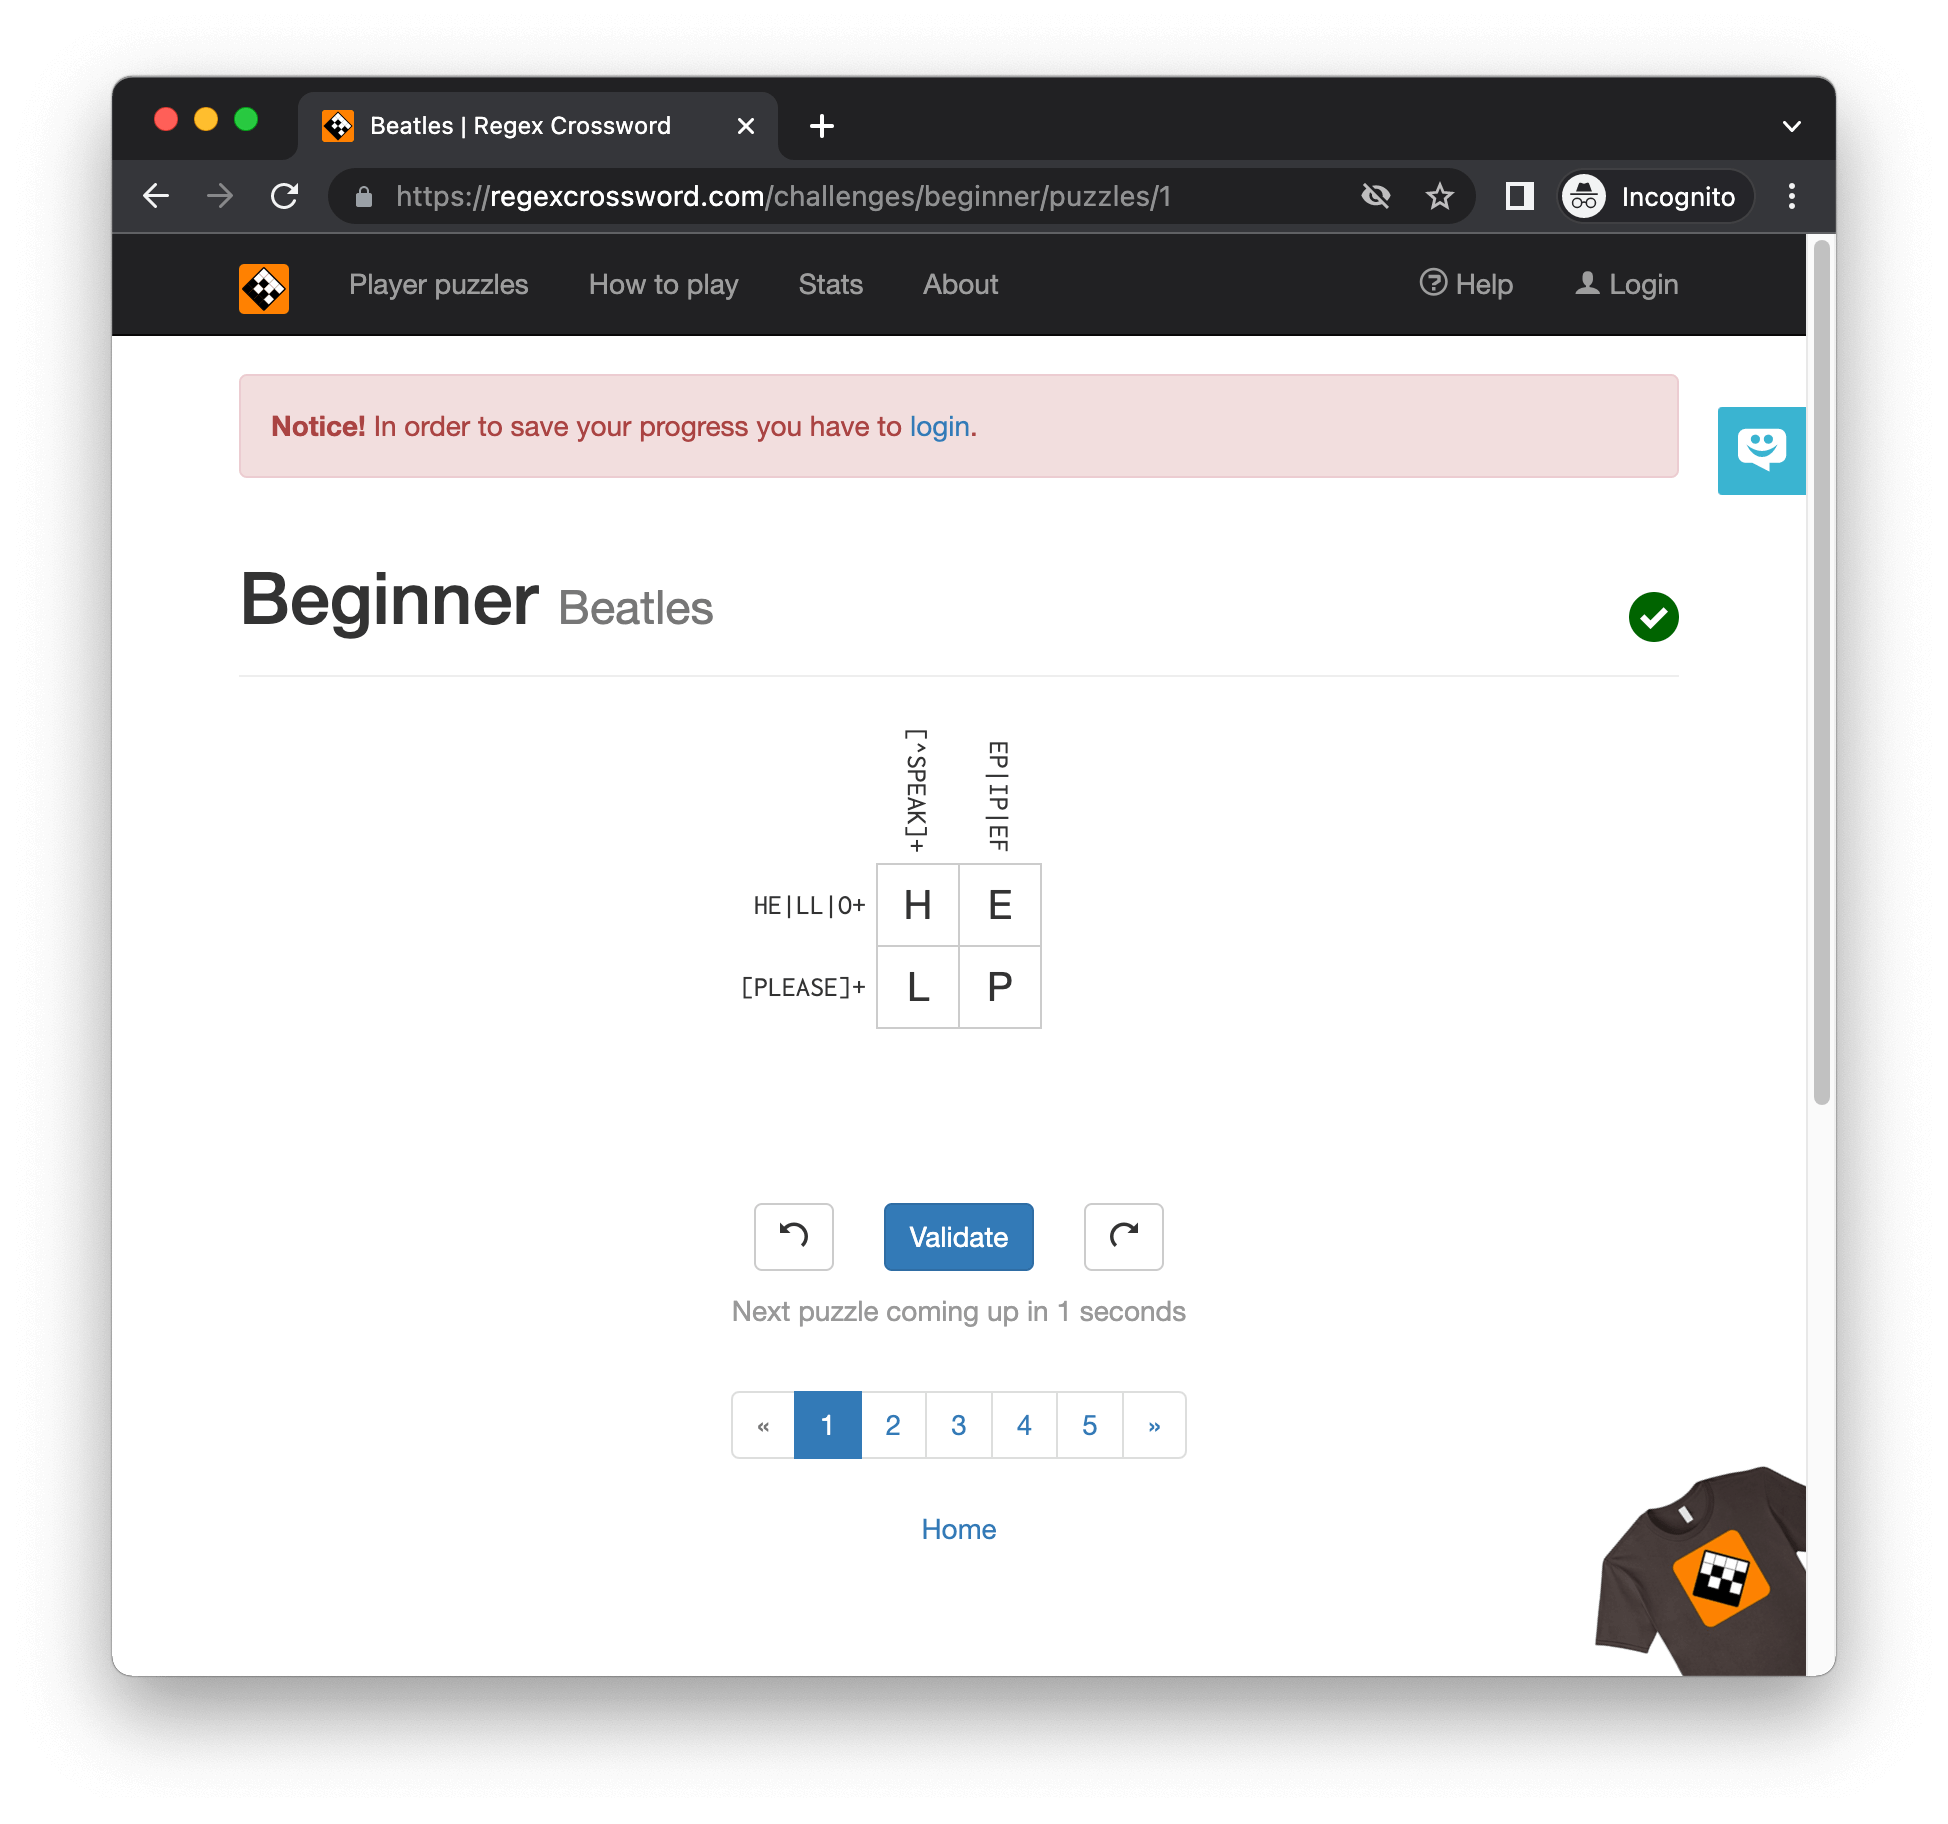 Beatles | Regex Crossword
https://regexcrossword.com/challenges/beginner/puzzles/1
Incognito
Player puzzles How to play Stats About Help Login
Notice! In order to save your progress you have to login.
Beginner Beatles
[^SPEAK]+
EP|IP|EF
HE|LL|O+ H E
[PLEASE]+ L P
Validate
Next puzzle coming up in 1 seconds
« 1 2 3 4 5 »
Home